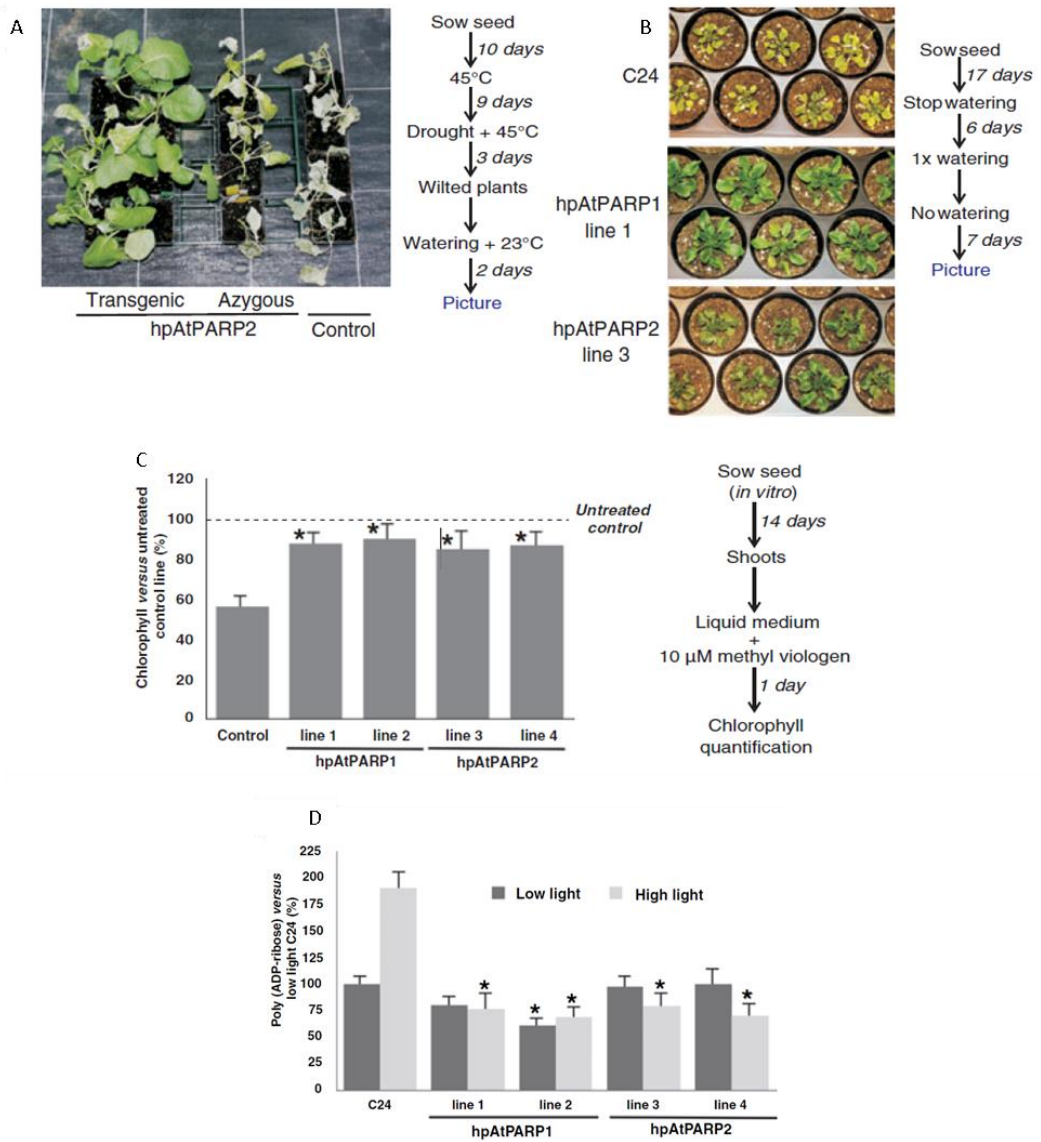 A
Sow seed
10 days
45°C
9 days
Drought + 45°C
3 days
Wilted plants
Watering + 23°C
2 days
Picture
Transgenic Azygous
hpAtPARP2 Control
B
C24
hpAtPARP1
line 1
hpAtPARP2
line 3
Sow seed
17 days
Stop watering
6 days
1x watering
No watering
7 days
Picture
C
Chlorophyll versus untreated
control line (%)
120
100
80
60
40
20
0
Untreated
control
*
*
*
*
Control line 1 line 2 line 3 line 4
hpAtPARP1 hpAtPARP2
Sow seed
(in vitro)
14 days
Shoots
Liquid medium
+
10 µM methyl viologen
1 day
Chlorophyll
quantification
D
Poly (ADP-ribose) versus
low light C24 (%)
225
200
175
150
125
100
75
50
25
0
Low light High light
*
*
*
*
*
C24 line 1 line 2 line 3 line 4
hpAtPARP1 hpAtPARP2